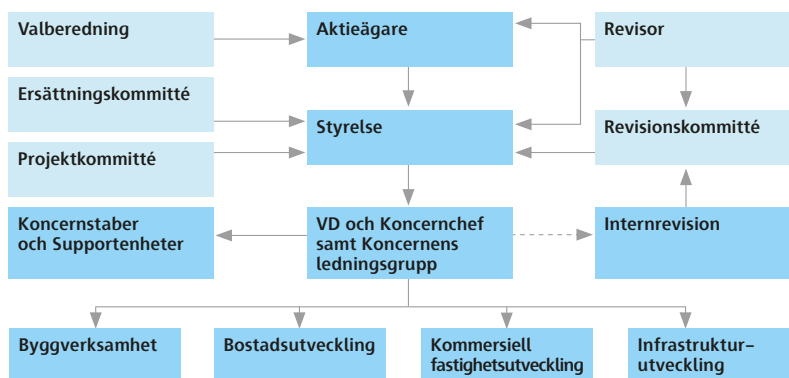 Valberedning
Aktieägare
Revisor
Ersättningskommitté
Styrelse
Revisionskommitté
Projektkommitté
Koncernstaber
och Supportenheter
VD och Koncernchef
samt Koncernens
ledningsgrupp
Internrevision
Byggverksamhet
Bostadsutveckling
Kommersiell
fastighetsutveckling
Infrastruktur–
utveckling